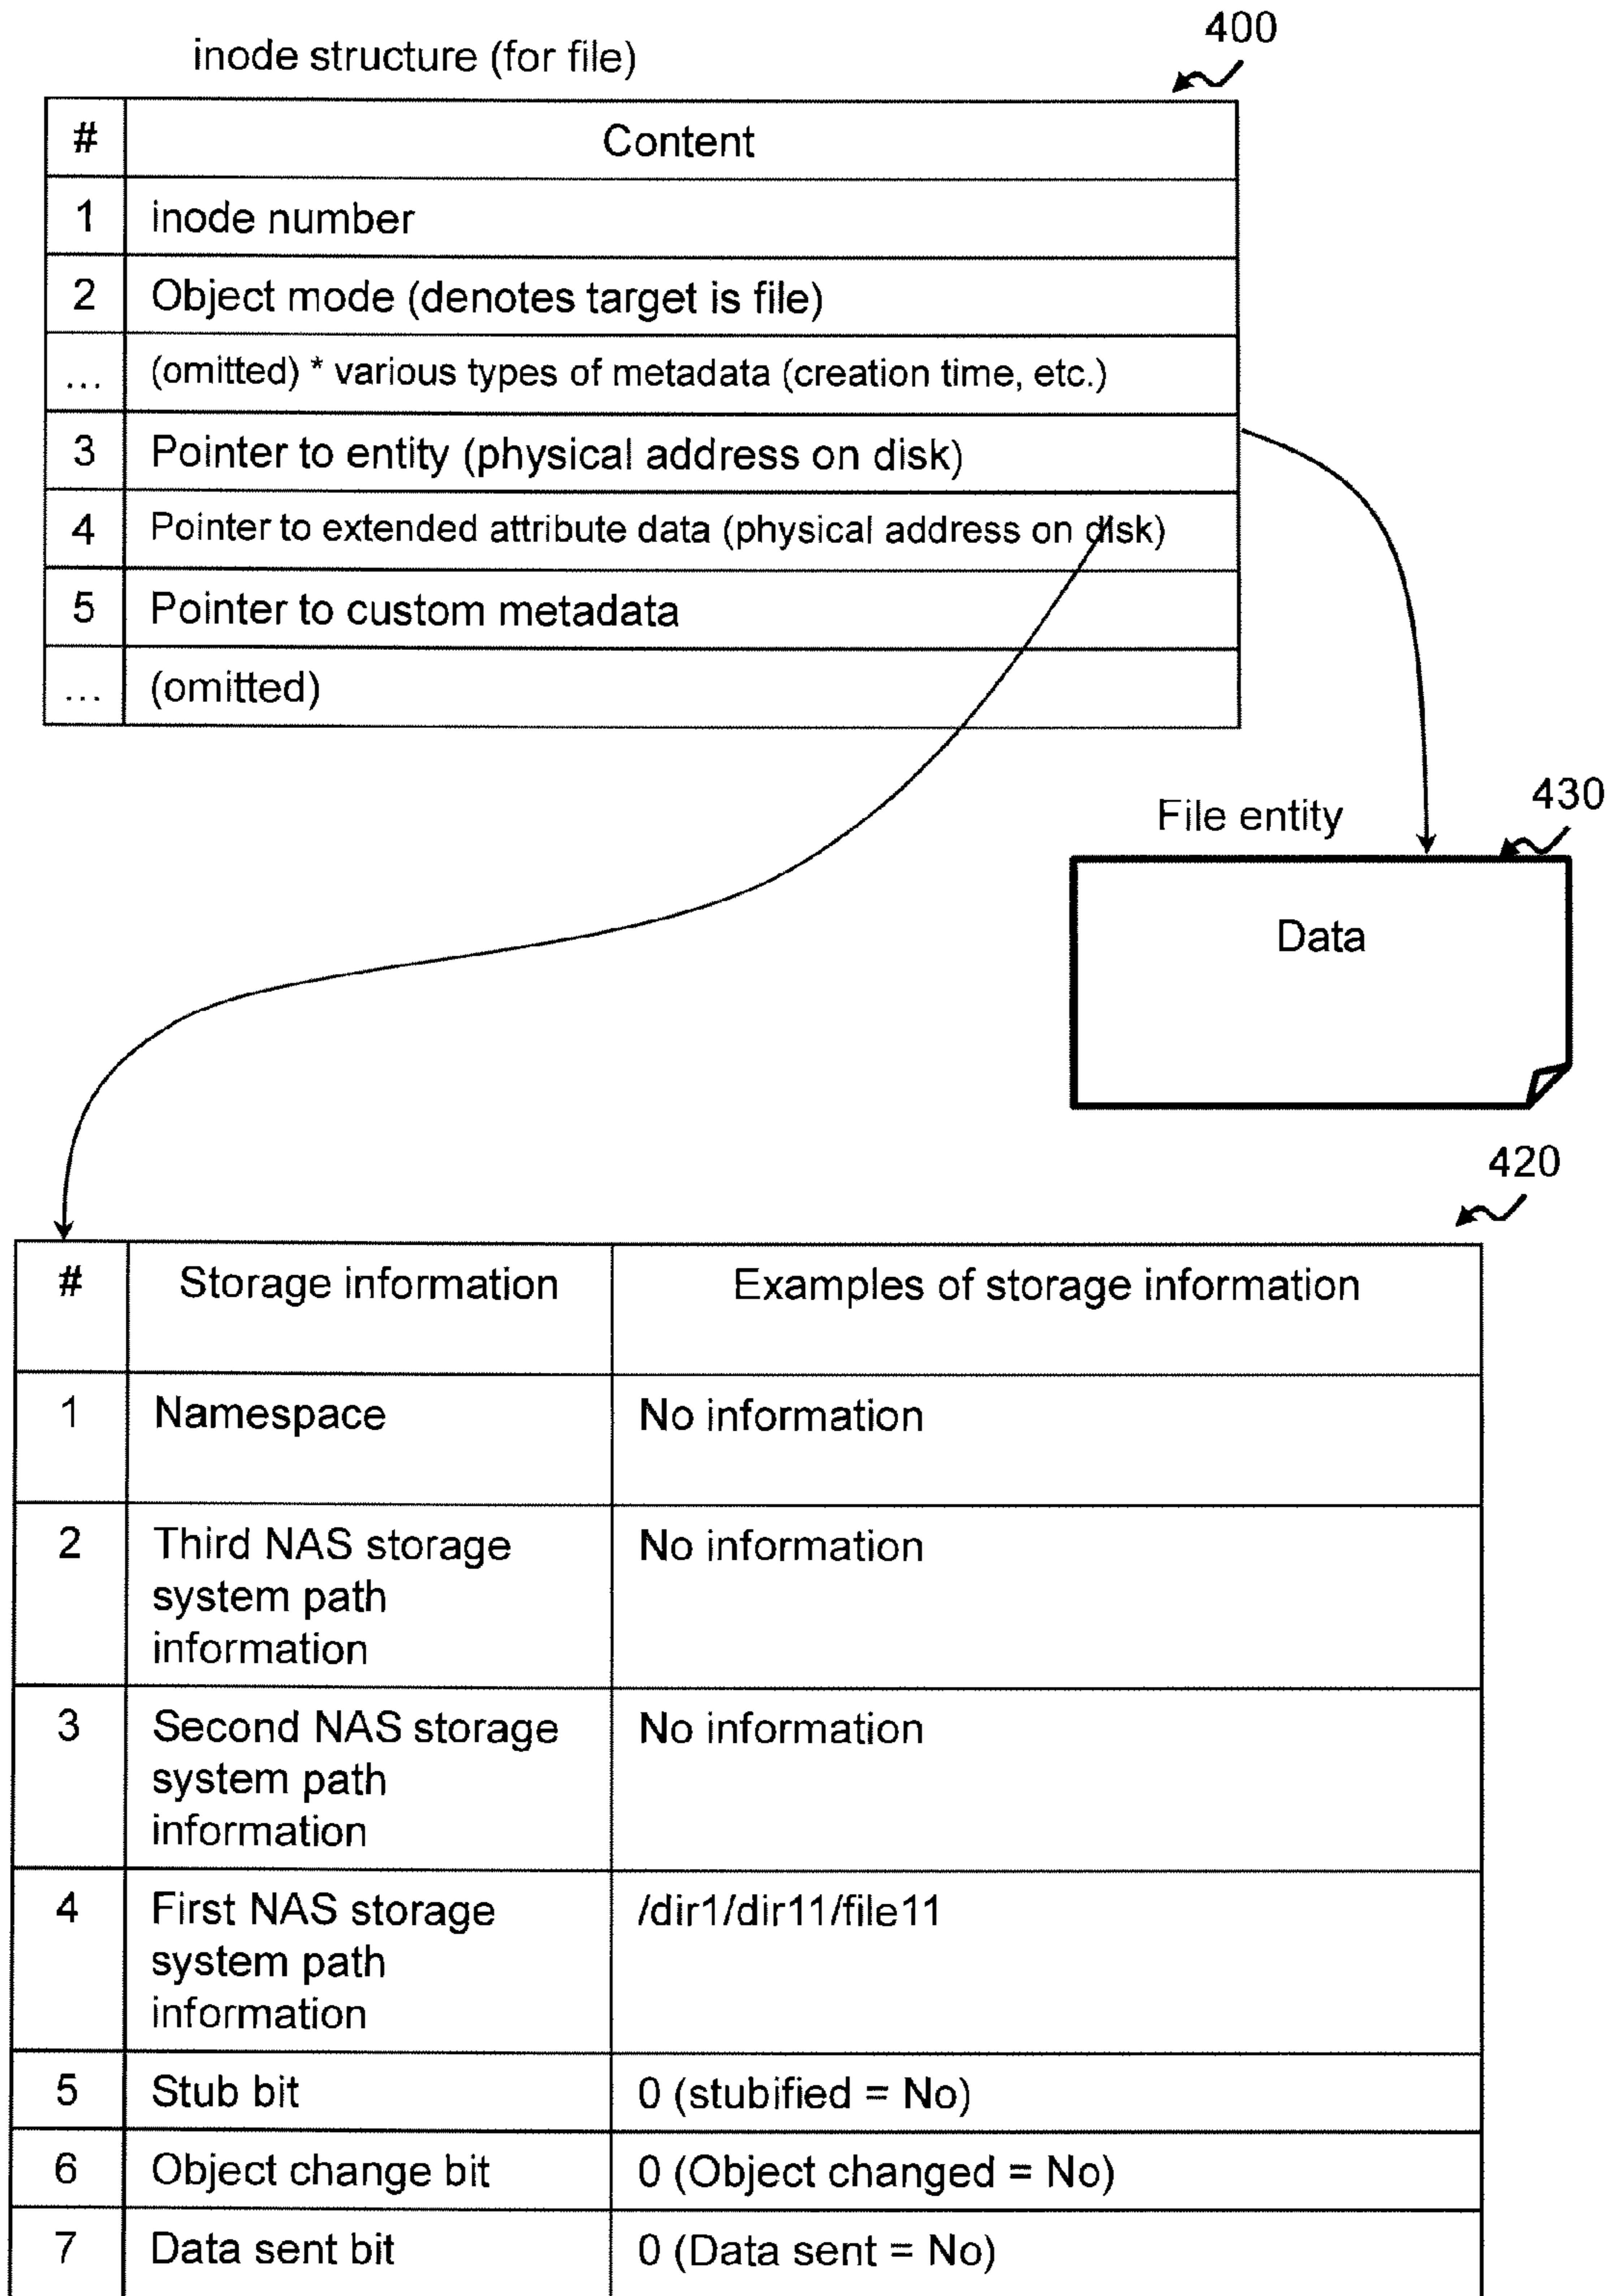 400
inode structure (for file)
# Content
1 inode number
2 Object mode (denotes target is file)
... (omitted) * various types of metadata (creation time, etc.)
3 Pointer to entity (physical address on disk)
4 Pointer to extended attribute data (physical address on disk)
5 Pointer to custom metadata
... (omitted)
430
File entity
Data
420
# Storage information Examples of storage information
1 Namespace No information
2 Third NAS storage No information
system path
information
3 Second NAS storage No information
system path
information
4 First NAS storage /dir1/dir11/file11
system path
information
5 Stub bit 0 (stubified = No)
6 Object change bit 0 (Object changed = No)
7 Data sent bit 0 (Data sent = No)